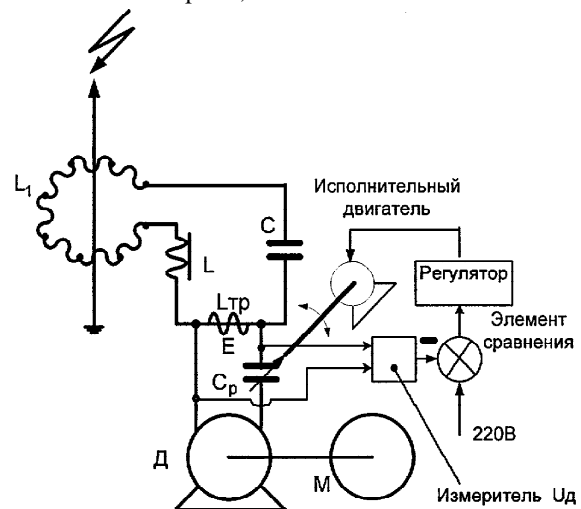 L1
C
L
Lтр
E
Cр
Исполнительный
двигатель
Регулятор
Элемент
сравнения
220В
Д
М
Измеритель Uд